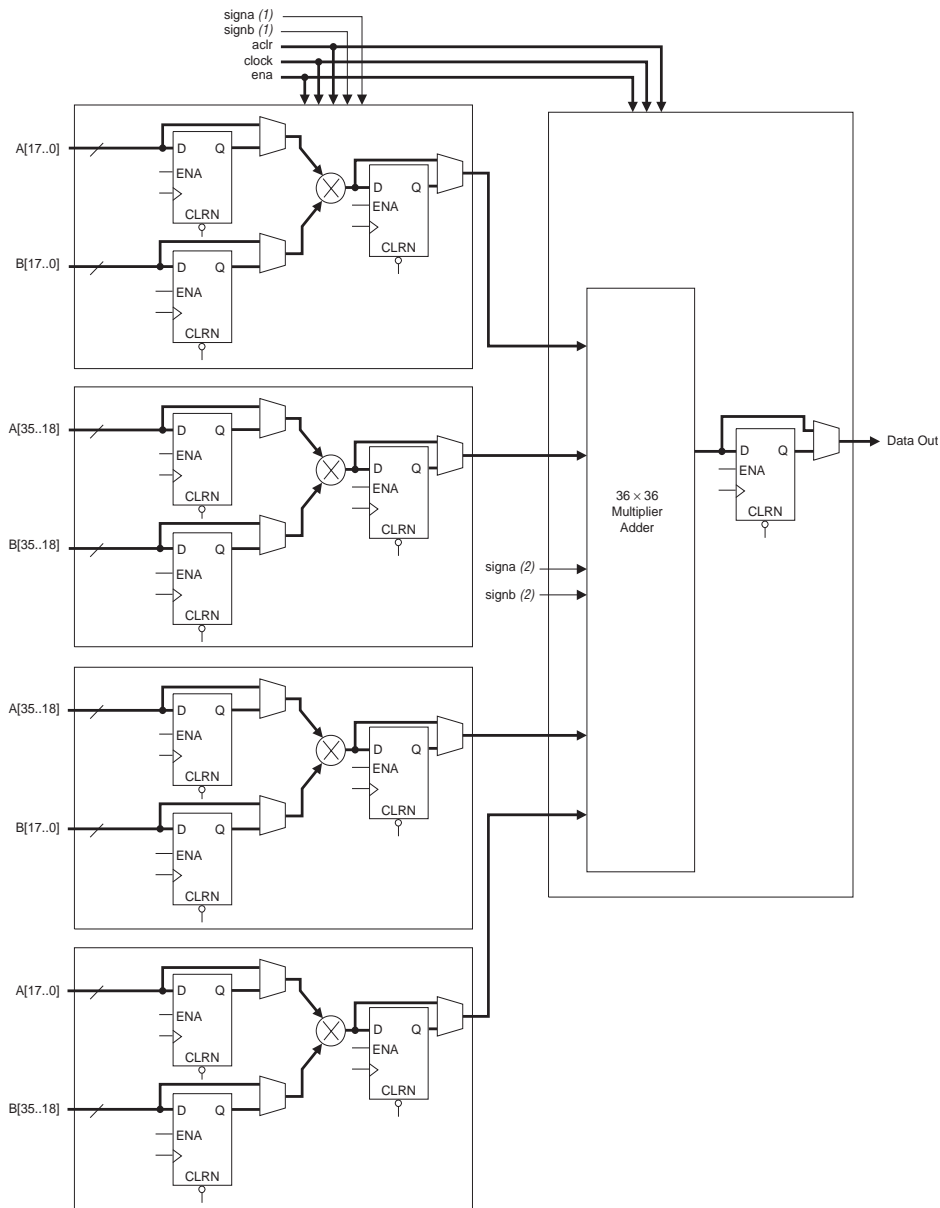 signa (1)
signb (1)
aclr
clock
ena
A[17..0]
D Q
ENA
CLRN
D Q
ENA
CLRN
B[17..0]
D Q
ENA
CLRN
A[35..18]
D Q
ENA
CLRN
D Q
ENA
CLRN
B[35..18]
D Q
ENA
CLRN
36 × 36
Multiplier
Adder
signa (2)
signb (2)
D Q
ENA
CLRN
Data Out
A[35..18]
D Q
ENA
CLRN
D Q
ENA
CLRN
B[17..0]
D Q
ENA
CLRN
A[17..0]
D Q
ENA
CLRN
D Q
ENA
CLRN
B[35..18]
D Q
ENA
CLRN